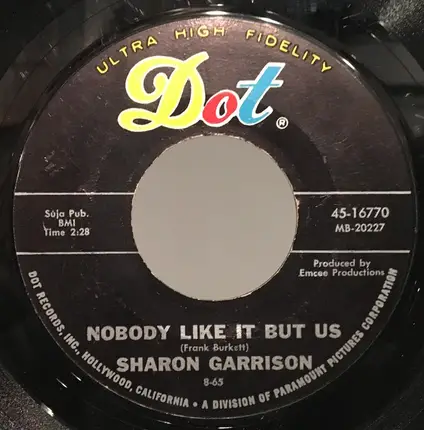 ULTRA HIGH FIDELITY
Dot®
Suja Pub.
BMI
Time 2:28
45-16770
MB-20227
Produced by
Emcee Productions
NOBODY LIKE IT BUT US
(Frank Burkett)
SHARON GARRISON
8-65
DOT RECORDS, INC., HOLLYWOOD, CALIFORNIA • A DIVISION OF PARAMOUNT PICTURES CORPORATION